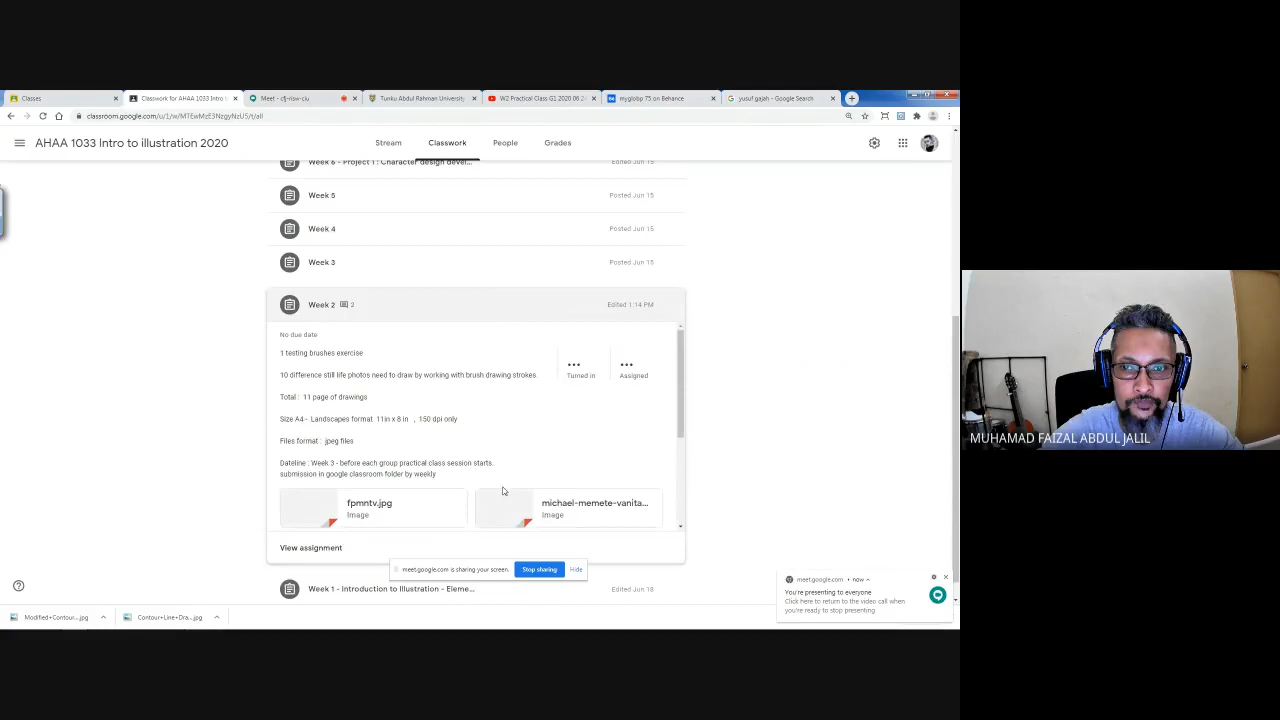 Classes
Classwork for AHAA 1033 Intro t
Meet - cfj-risw-ciu
Tunku Abdul Rahman University
W2 Practical Class G1 2020 06 2
myglobp 75 on Behance
yusuf.gajah - Google Search
AHAA 1033 Intro to illustration 2020
Stream
Classwork
People
Grades
Week 6 - Project 1 : Character design devel...
Edited Jun 15
Week 5
Posted Jun 15
Week 4
Posted Jun 15
Week 3
Posted Jun 15
Week 2
2
Edited 1:14 PM
No due date
1 testing brushes exercise
10 difference still life photos need to draw by working with brush drawing strokes.
Turned in
Assigned
Total : 11 page of drawings
Size A4 - Landscapes format 11in x 8 in , 150 dpi only
Files format : jpeg files
Dateline : Week 3 - before each group practical class session starts.
submission in google classroom folder by weekly
fpmntv.jpg
Image
michael-memete-vanita...
Image
View assignment
meet.google.com is sharing your screen.
Stop sharing
Hide
Week 1 - Introduction to Illustration - Eleme...
Edited Jun 18
meet.google.com • now
You're presenting to everyone
Click here to return to the video call when
you're ready to stop presenting
Modified+Contour....jpg
Contour+Line+Dra....jpg
MUHAMAD FAIZAL ABDUL JALIL